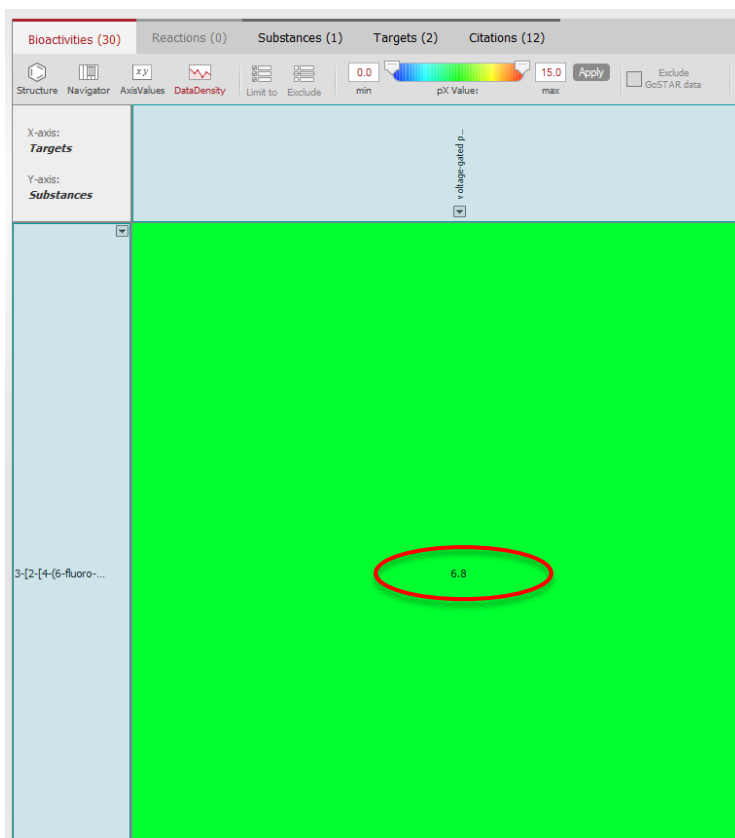 Bioactivities (30) Reactions (0) Substances (1) Targets (2) Citations (12)
Structure Navigator xy AxisValues DataDensity Limit to Exclude 0.0 min pX Value: 15.0 max Apply Exclude GoSTAR data
X-axis:
Targets
Y-axis:
Substances
voltage-gated p...
3-[2-[4-(6-fluoro-...
6.8